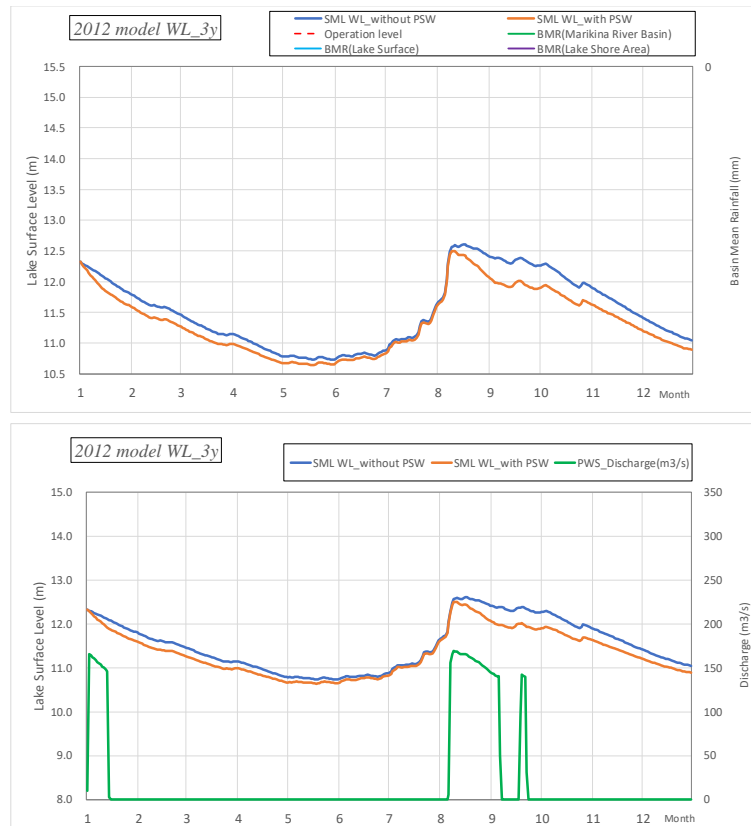 2012 model WL_3y
SML WL_without PSW
SML WL_with PSW
Operation level
BMR(Marikina River Basin)
BMR(Lake Surface)
BMR(Lake Shore Area)
15.5
15.0
14.5
14.0
13.5
13.0
12.5
12.0
11.5
11.0
10.5
Lake Surface Level (m)
0
Basin Mean Rainfall (mm)
1 2 3 4 5 6 7 8 9 10 11 12 Month
2012 model WL_3y
SML WL_without PSW
SML WL_with PSW
PWS_Discharge(m3/s)
15.0
14.0
13.0
12.0
11.0
10.0
9.0
8.0
Lake Surface Level (m)
350
300
250
200
150
100
50
0
Discharge (m3/s)
1 2 3 4 5 6 7 8 9 10 11 12 Month